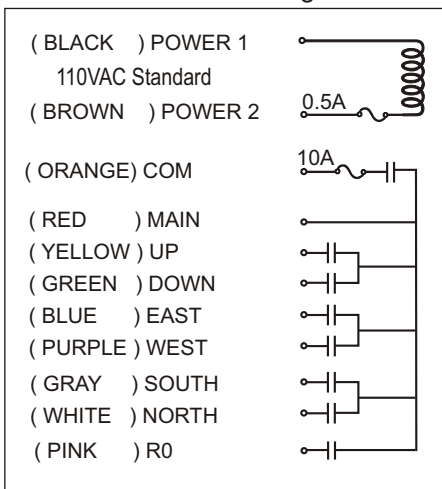 ( BLACK ) POWER 1
110VAC Standard
( BROWN ) POWER 2 0.5A
( ORANGE) COM 10A
( RED ) MAIN
( YELLOW ) UP
( GREEN ) DOWN
( BLUE ) EAST
( PURPLE ) WEST
( GRAY ) SOUTH
( WHITE ) NORTH
( PINK ) R0